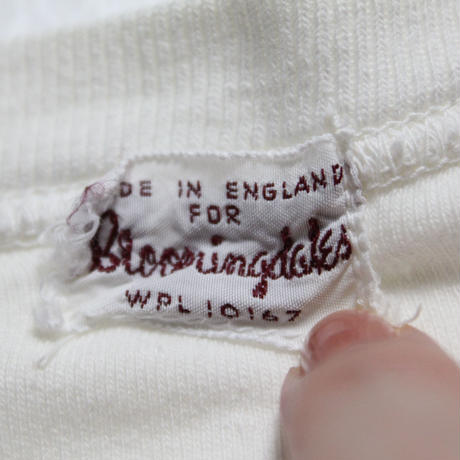 DE IN ENGLAND
FOR
Bloomingdales
WPL 10167